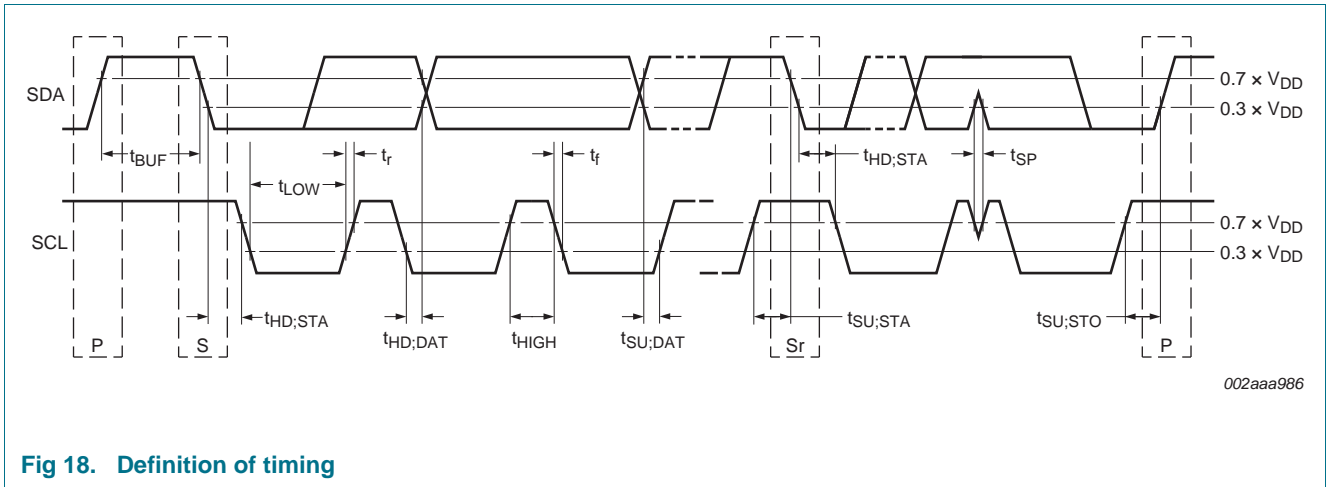 SDA
0.7 × VDD
0.3 × VDD
tBUF
tr
tf
tHD;STA
tSP
tLOW
SCL
0.7 × VDD
0.3 × VDD
tHD;STA
tHD;DAT
tHIGH
tSU;DAT
tSU;STA
tSU;STO
P
S
Sr
P
002aaa986
Fig 18. Definition of timing